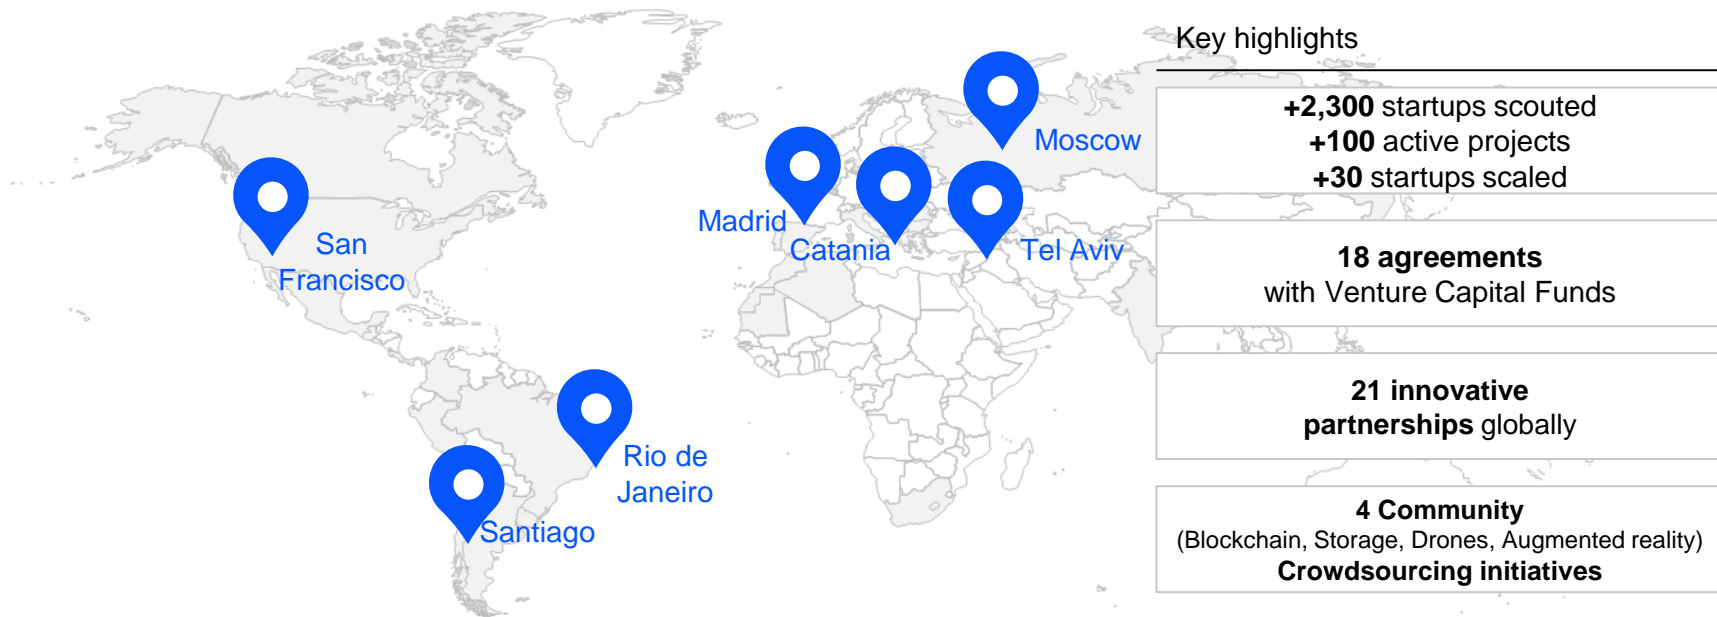 Key highlights
+2,300 startups scouted
+100 active projects
+30 startups scaled
18 agreements
with Venture Capital Funds
21 innovative
partnerships globally
4 Community
(Blockchain, Storage, Drones, Augmented reality)
Crowdsourcing initiatives
Moscow
Madrid
Catania
Tel Aviv
San
Francisco
Rio de
Janeiro
Santiago